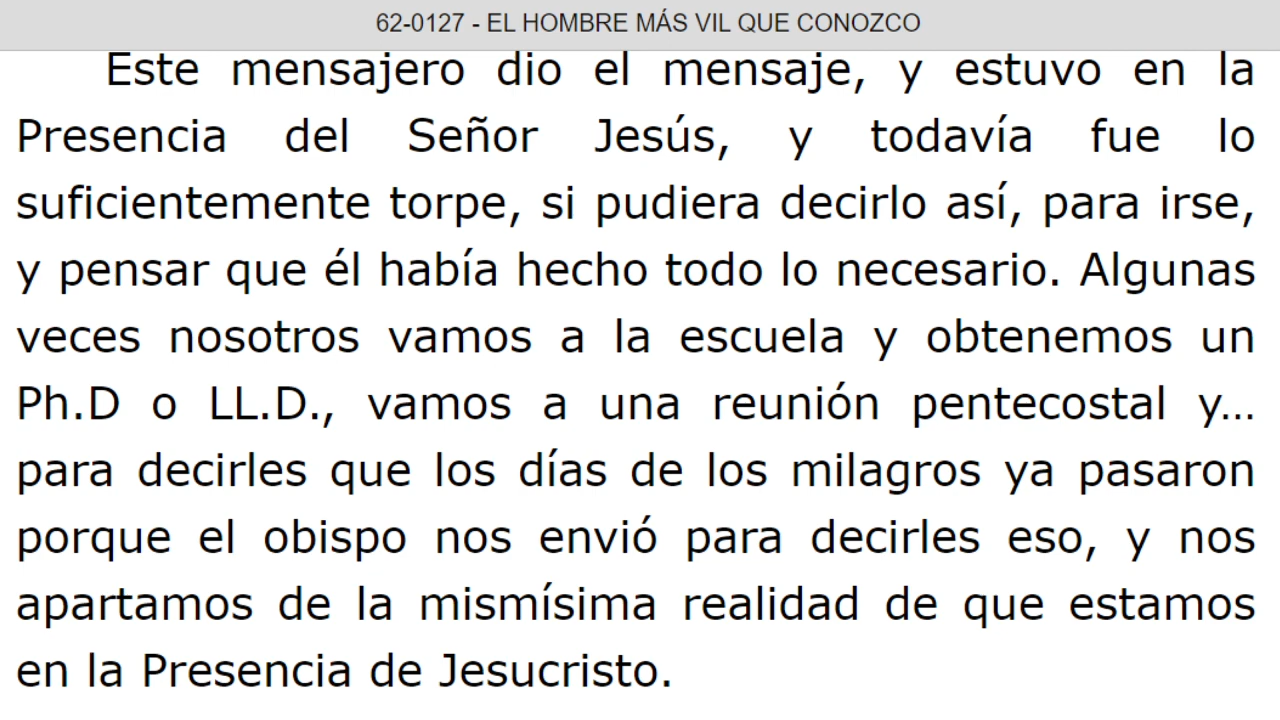 62-0127 - EL HOMBRE MÁS VIL QUE CONOZCO
Este mensajero dio el mensaje, y estuvo en la
Presencia del Señor Jesús, y todavía fue lo
suficientemente torpe, si pudiera decirlo así, para irse,
y pensar que él había hecho todo lo necesario. Algunas
veces nosotros vamos a la escuela y obtenemos un
Ph.D o LL.D., vamos a una reunión pentecostal y…
para decirles que los días de los milagros ya pasaron
porque el obispo nos envió para decirles eso, y nos
apartamos de la mismísima realidad de que estamos
en la Presencia de Jesucristo.